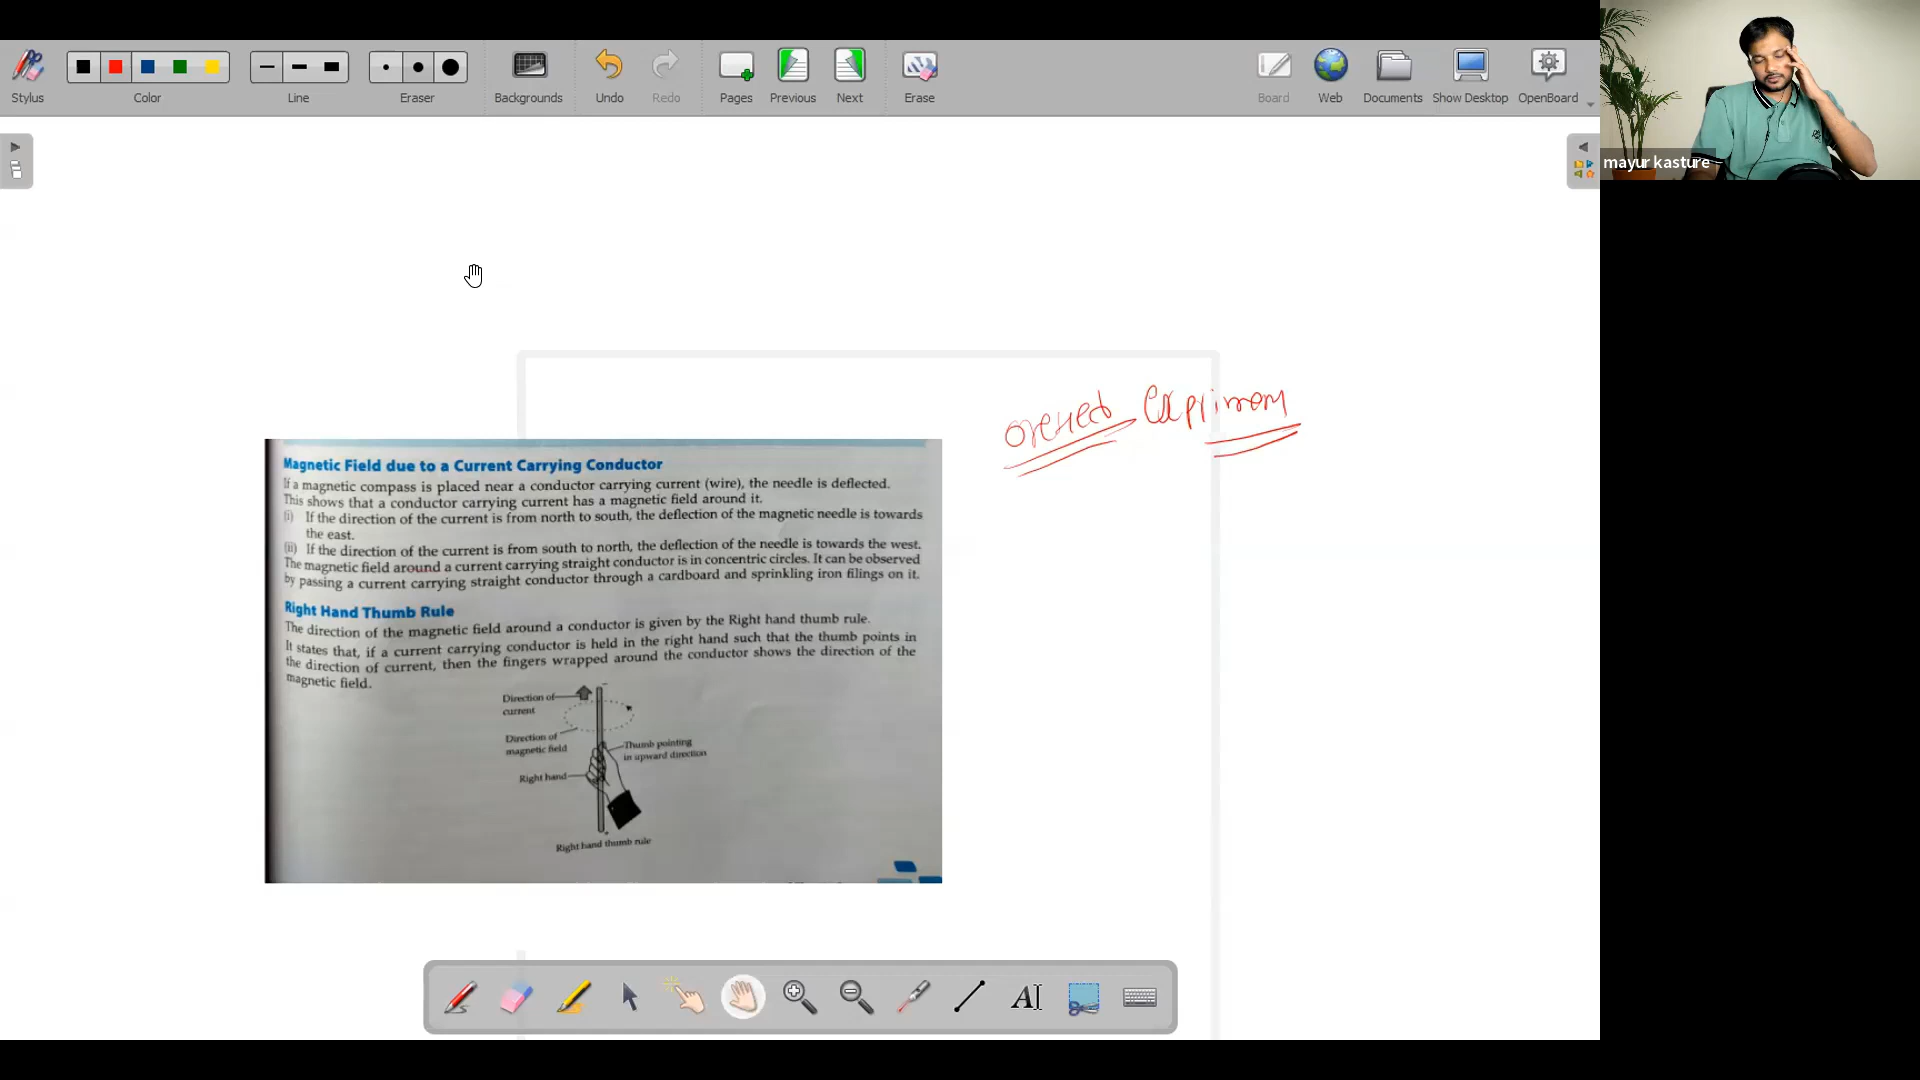 Stylus Color Line Eraser Backgrounds Undo Redo Pages Previous Next Erase Board Web Documents Show Desktop OpenBoard
mayur kasture
Magnetic Field due to a Current Carrying Conductor
If a magnetic compass is placed near a conductor carrying current (wire), the needle is deflected.
This shows that a conductor carrying current has a magnetic field around it.
(i) If the direction of the current is from north to south, the deflection of the magnetic needle is towards
the east.
(ii) If the direction of the current is from south to north, the deflection of the needle is towards the west.
The magnetic field around a current carrying straight conductor is in concentric circles. It can be observed
by passing a current carrying straight conductor through a cardboard and sprinkling iron filings on it.
Right Hand Thumb Rule
The direction of the magnetic field around a conductor is given by the Right hand thumb rule.
It states that, if a current carrying conductor is held in the right hand such that the thumb points in
the direction of current, then the fingers wrapped around the conductor shows the direction of the
magnetic field.
Direction of
current
Direction of
magnetic field
Thumb pointing
in upward direction
Right hand
Right hand thumb rule